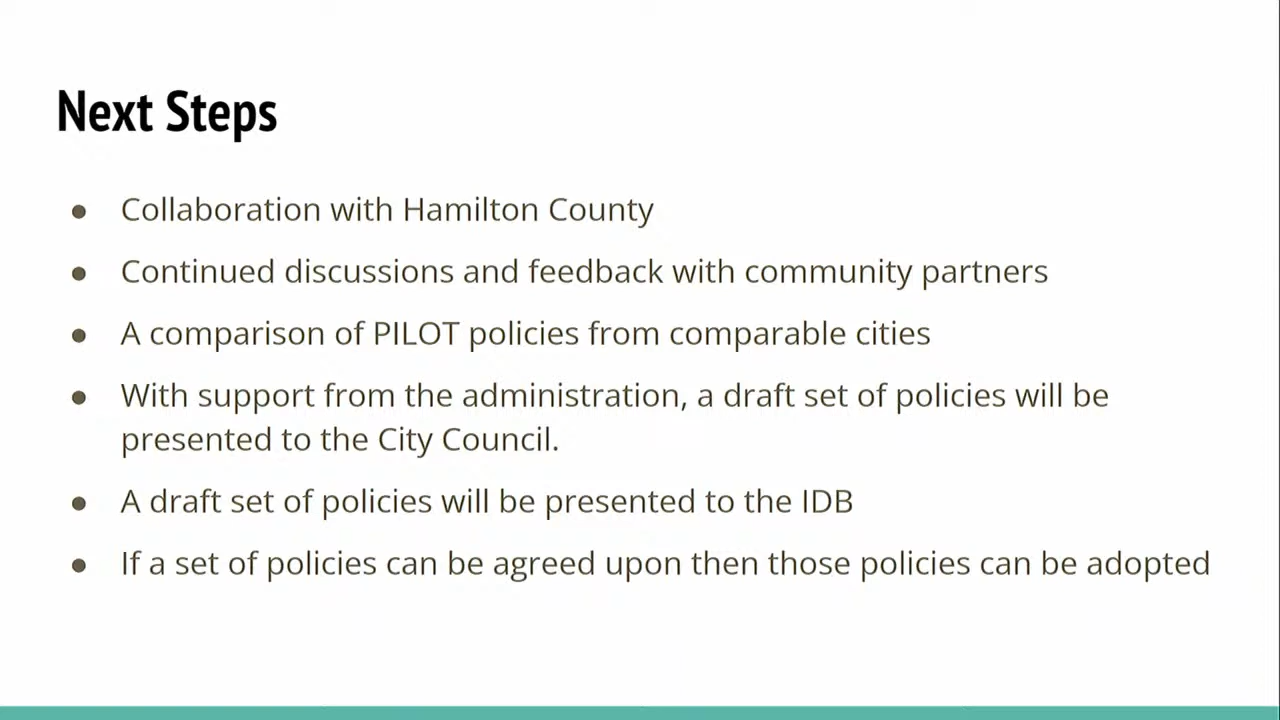 Next Steps
● Collaboration with Hamilton County
● Continued discussions and feedback with community partners
● A comparison of PILOT policies from comparable cities
● With support from the administration, a draft set of policies will be
presented to the City Council.
● A draft set of policies will be presented to the IDB
● If a set of policies can be agreed upon then those policies can be adopted